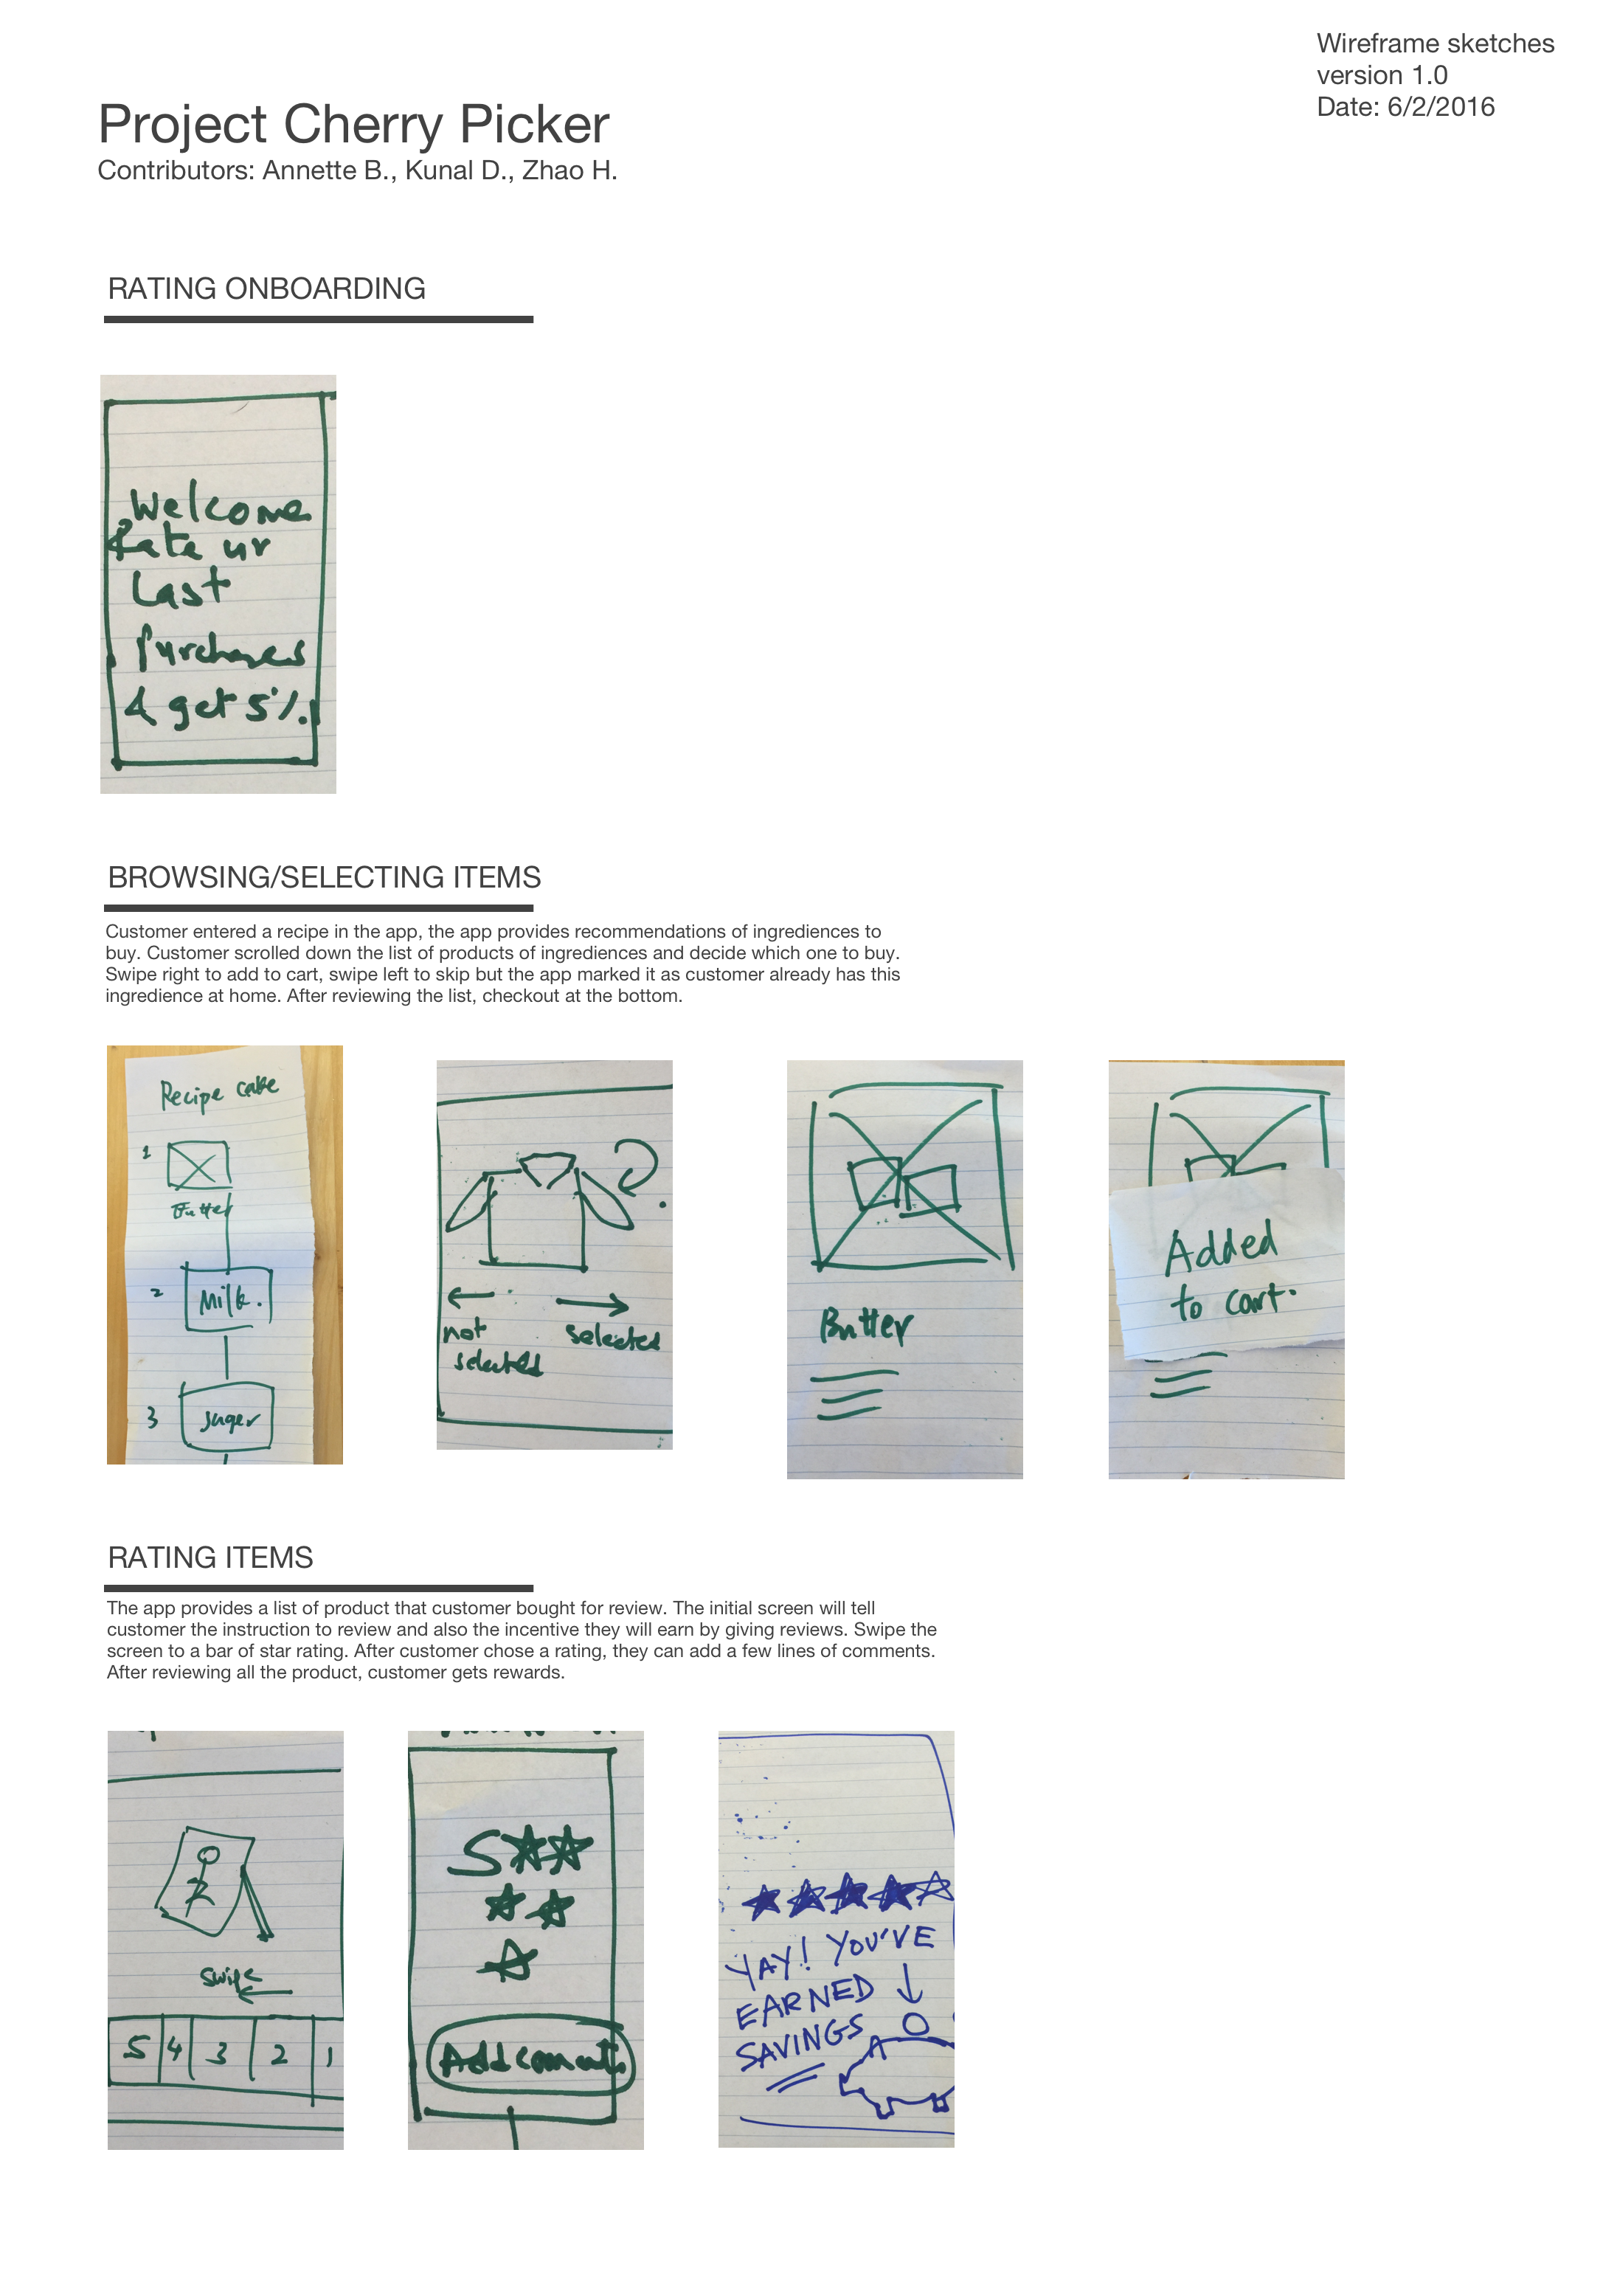 Wireframe sketches
version 1.0
Date: 6/2/2016
Project Cherry Picker
Contributors: Annette B., Kunal D., Zhao H.
RATING ONBOARDING
Welcome
Rate ur
Last
Purchases
& get 5%.
BROWSING/SELECTING ITEMS
Customer entered a recipe in the app, the app provides recommendations of ingrediences to
buy. Customer scrolled down the list of products of ingrediences and decide which one to buy.
Swipe right to add to cart, swipe left to skip but the app marked it as customer already has this
ingredience at home. After reviewing the list, checkout at the bottom.
Recipe cake
1
Butter
2 Milk.
3 Suger
not
selected
selected
Butter
Added
to cart.
RATING ITEMS
The app provides a list of product that customer bought for review. The initial screen will tell
customer the instruction to review and also the incentive they will earn by giving reviews. Swipe the
screen to a bar of star rating. After customer chose a rating, they can add a few lines of comments.
After reviewing all the product, customer gets rewards.
Swipe
5 4 3 2 1
5
Add
YAY! YOU'VE
EARNED
SAVINGS